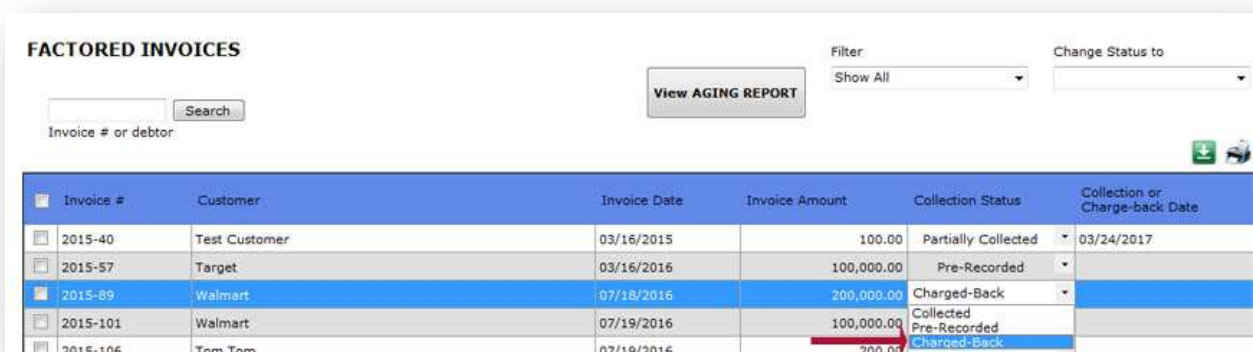 FACTORED INVOICES
Filter
Change Status to
View AGING REPORT
Show All
Search
Invoice # or debtor
Invoice # Customer Invoice Date Invoice Amount Collection Status Collection or
Charge-back Date
2015-40 Test Customer 03/16/2015 100.00 Partially Collected 03/24/2017
2015-57 Target 03/16/2016 100,000.00 Pre-Recorded
2015-89 Walmart 07/18/2016 200,000.00 Charged-Back
Collected
2015-101 Walmart 07/19/2016 100,000.00 Pre-Recorded
Charged-Back
2015-106 Tom Tom 07/19/2016 200.00